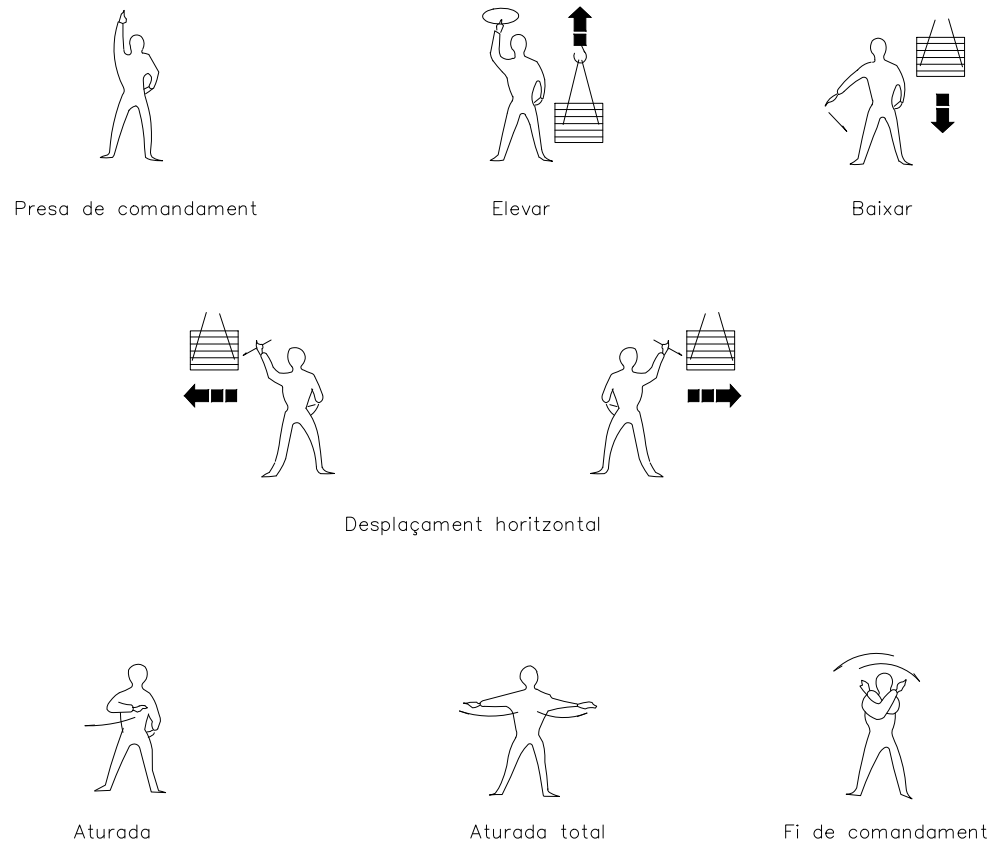 Presa de comandament
Elevar
Baixar
Desplaçament horitzontal
Aturada
Aturada total
Fi de comandament